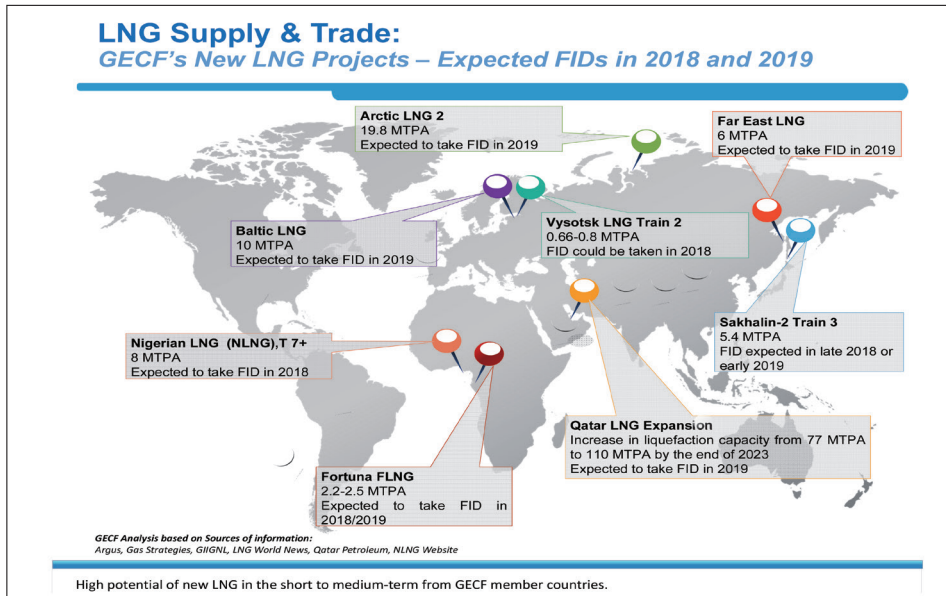 LNG Supply & Trade:
GECF's New LNG Projects – Expected FIDs in 2018 and 2019
Arctic LNG 2
19.8 MTPA
Expected to take FID in 2019
Far East LNG
6 MTPA
Expected to take FID in 2019
Baltic LNG
10 MTPA
Expected to take FID in 2019
Vysotsk LNG Train 2
0.66-0.8 MTPA
FID could be taken in 2018
Nigerian LNG (NLNG),T 7+
8 MTPA
Expected to take FID in 2018
Sakhalin-2 Train 3
5.4 MTPA
FID expected in late 2018 or
early 2019
Qatar LNG Expansion
Increase in liquefaction capacity from 77 MTPA
to 110 MTPA by the end of 2023
Expected to take FID in 2019
Fortuna FLNG
2.2-2.5 MTPA
Expected to take FID in
2018/2019
GECF Analysis based on Sources of information:
Argus, Gas Strategies, GIIGNL, LNG World News, Qatar Petroleum, NLNG Website
High potential of new LNG in the short to medium-term from GECF member countries.